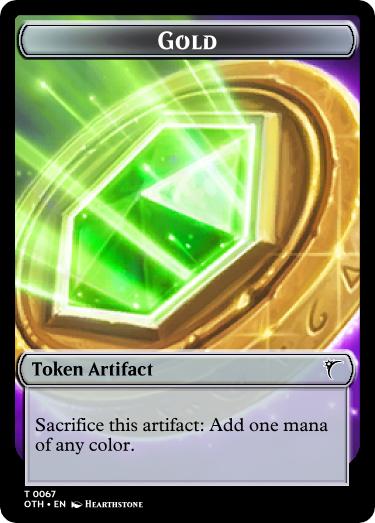 Gold
Token Artifact
Sacrifice this artifact: Add one mana
of any color.
T 0067
OTH • EN Hearthstone